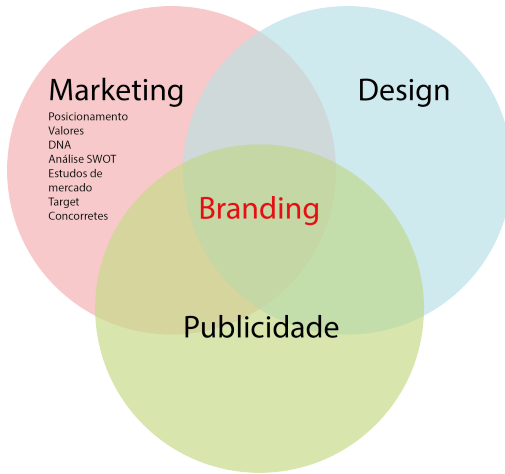 Marketing
Posicionamento
Valores
DNA
Análise SWOT
Estudos de
mercado
Target
Concorretes
Design
Branding
Publicidade